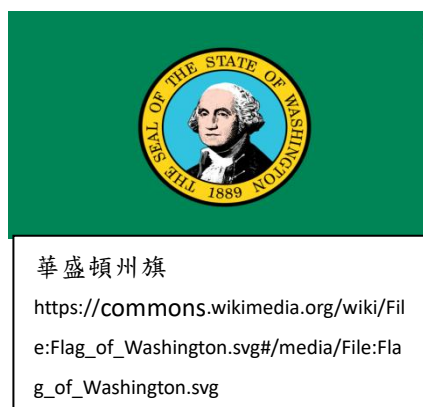 THE SEAL OF THE STATE OF WASHINGTON
1889
華盛頓州旗
https://commons.wikimedia.org/wiki/Fil
e:Flag_of_Washington.svg#/media/File:Fla
g_of_Washington.svg